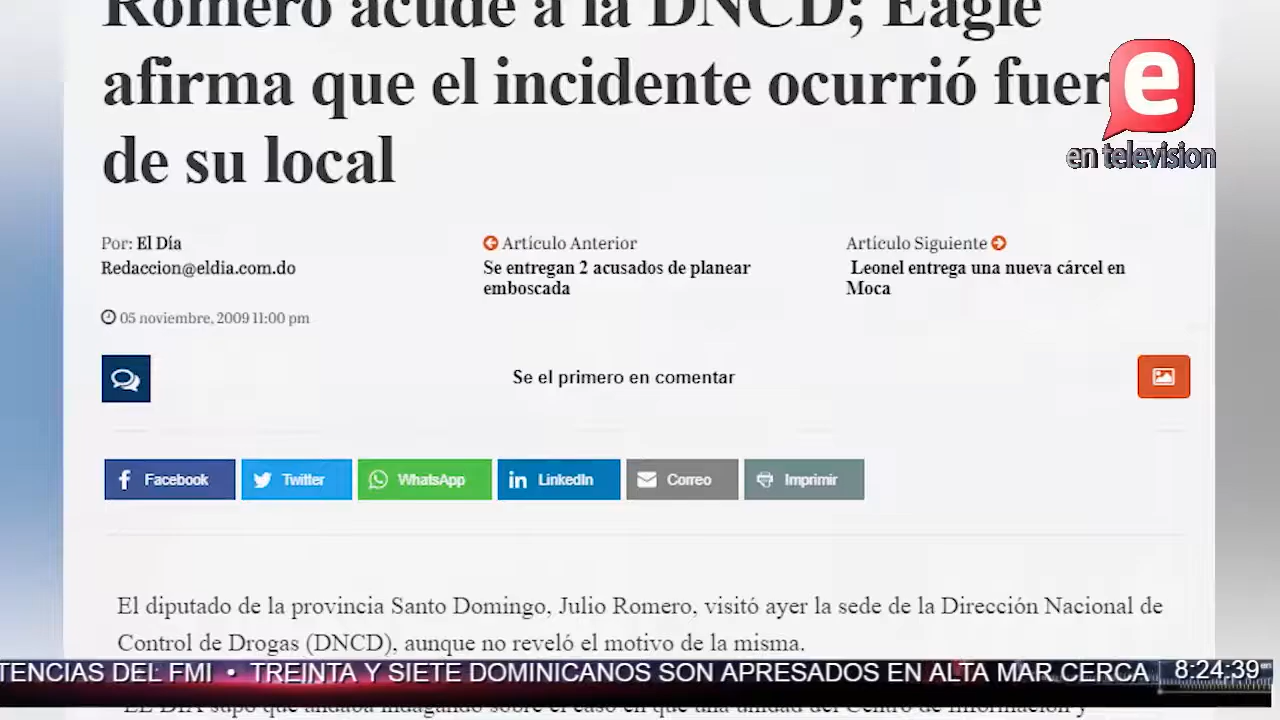 Romero acude a la DNCD; Eagle
afirma que el incidente ocurrió fuer
de su local
e
en television
Por: El Día
Redaccion@eldia.com.do
05 noviembre, 2009 11:00 pm
Artículo Anterior
Se entregan 2 acusados de planear
emboscada
Artículo Siguiente
Leonel entrega una nueva cárcel en
Moca
Se el primero en comentar
Facebook Twitter WhatsApp LinkedIn Correo Imprimir
El diputado de la provincia Santo Domingo, Julio Romero, visitó ayer la sede de la Dirección Nacional de
Control de Drogas (DNCD), aunque no reveló el motivo de la misma.
TENCIAS DEL FMI • TREINTA Y SIETE DOMINICANOS SON APRESADOS EN ALTA MAR CERCA 8:24:39